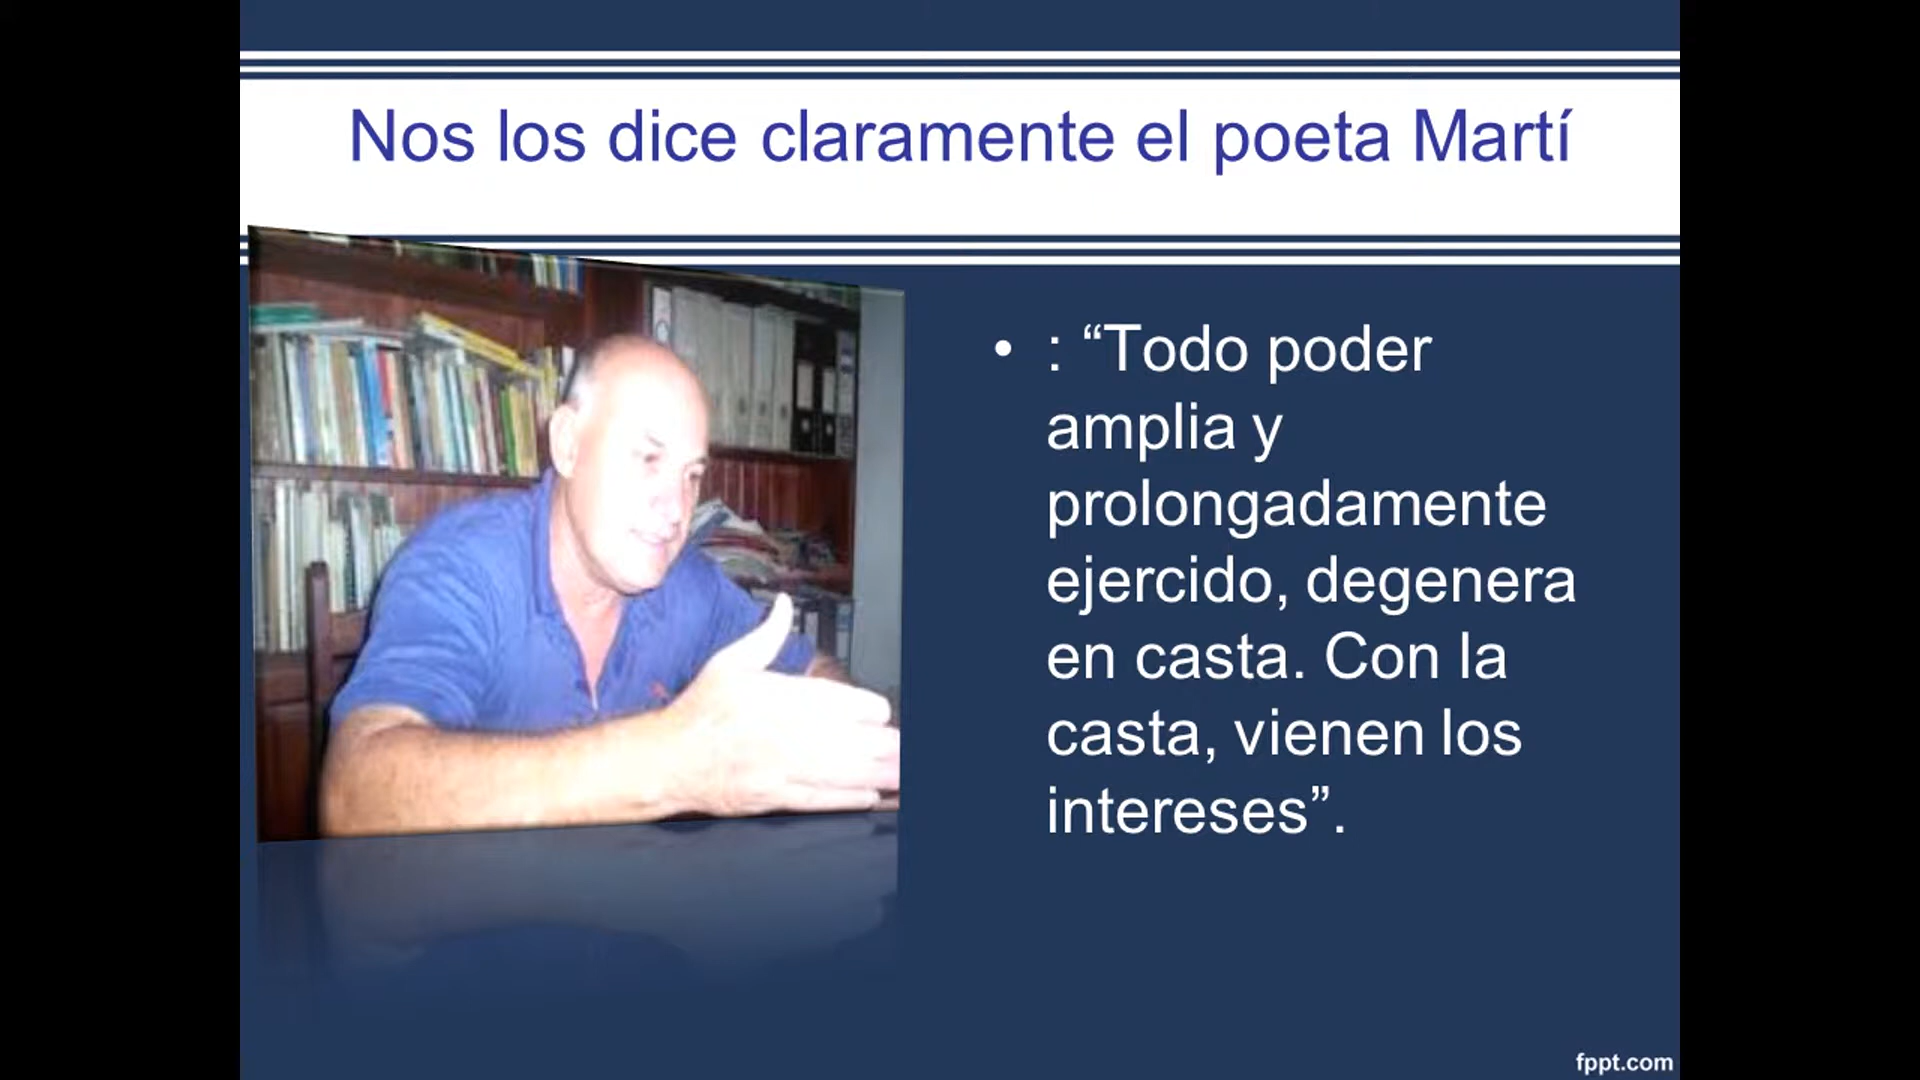 Nos los dice claramente el poeta Martí
• : “Todo poder
amplia y
prolongadamente
ejercido, degenera
en casta. Con la
casta, vienen los
intereses”.
fppt.com